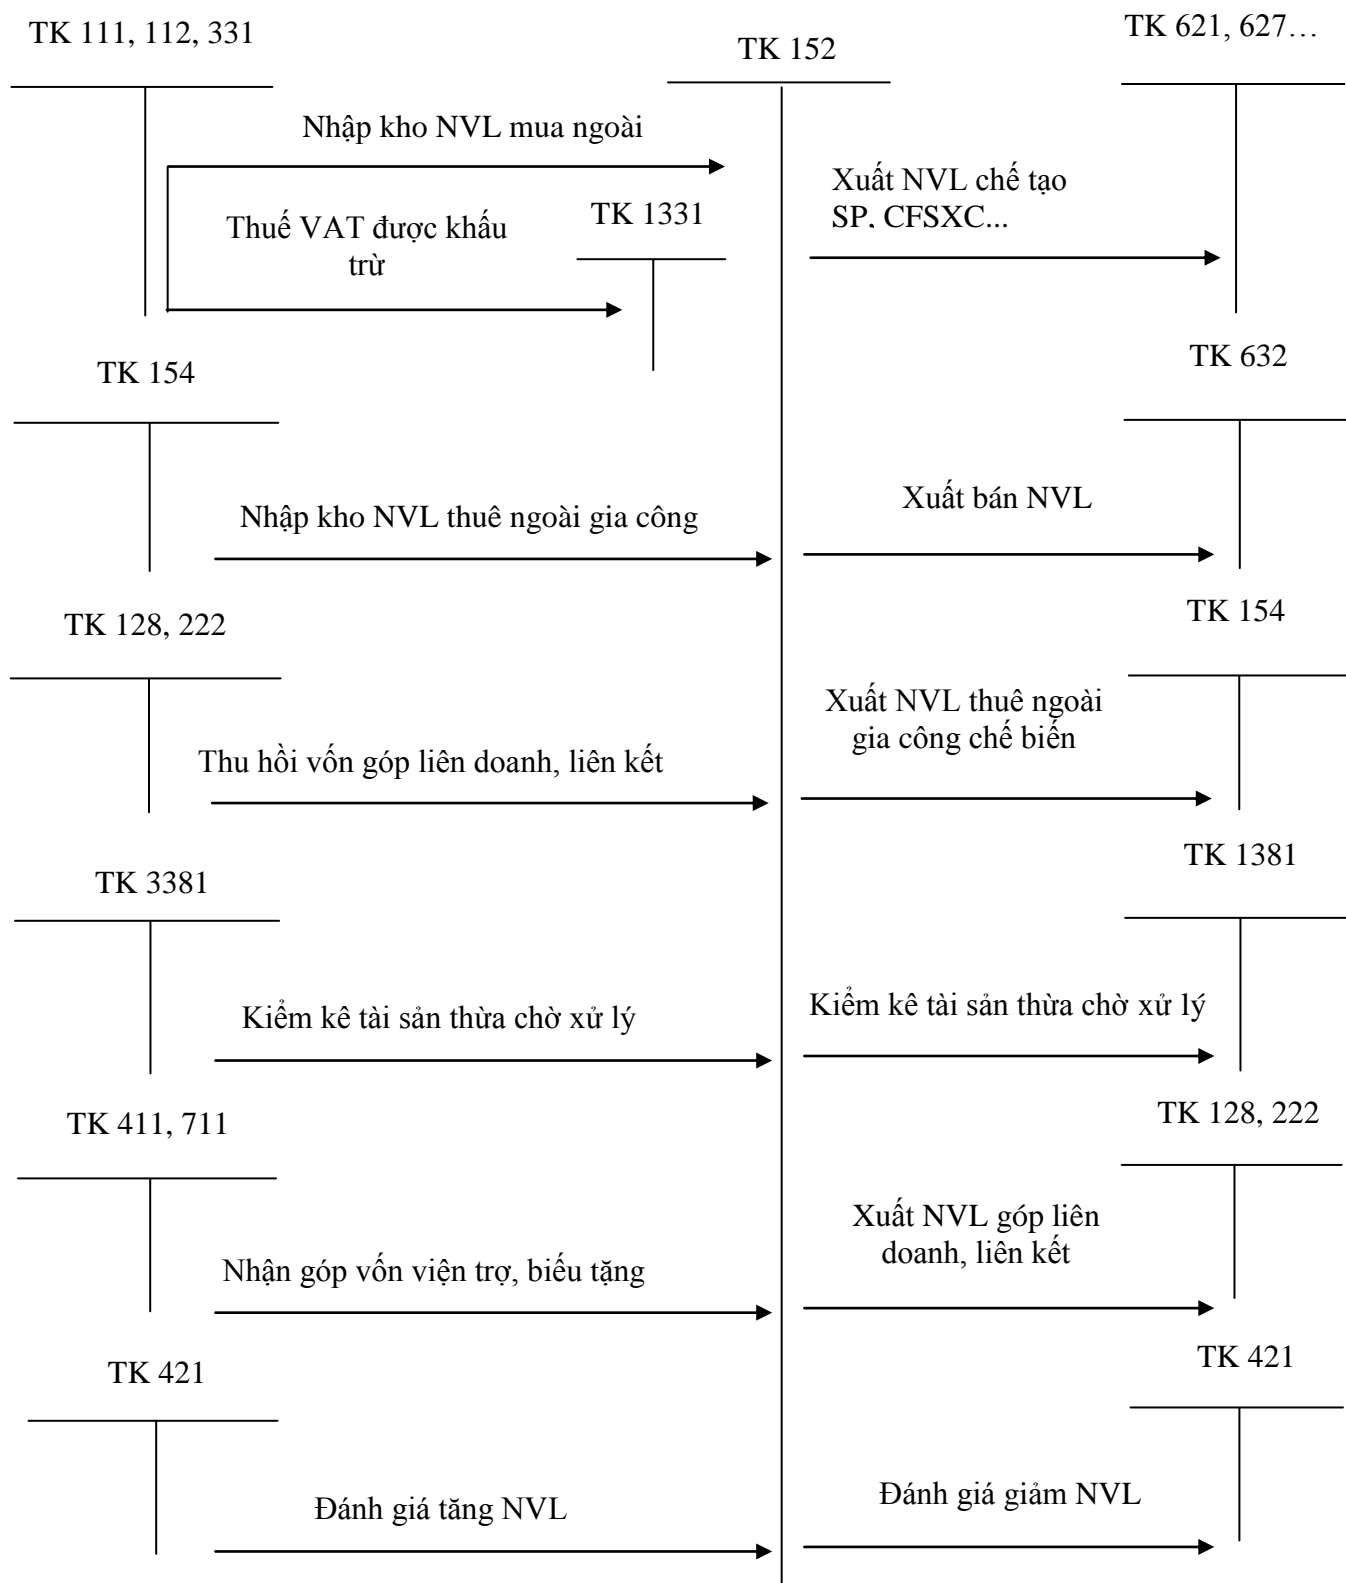 TK 111, 112, 331
TK 152
TK 621, 627…
Nhập kho NVL mua ngoài
Xuất NVL chế tạo
SP, CFSXC...
TK 1331
Thuế VAT được khấu
trừ
TK 154
TK 632
Nhập kho NVL thuê ngoài gia công
Xuất bán NVL
TK 128, 222
TK 154
Thu hồi vốn góp liên doanh, liên kết
Xuất NVL thuê ngoài
gia công chế biến
TK 3381
TK 1381
Kiểm kê tài sản thừa chờ xử lý
Kiểm kê tài sản thừa chờ xử lý
TK 411, 711
TK 128, 222
Nhận góp vốn viện trợ, biếu tặng
Xuất NVL góp liên
doanh, liên kết
TK 421
TK 421
Đánh giá tăng NVL
Đánh giá giảm NVL